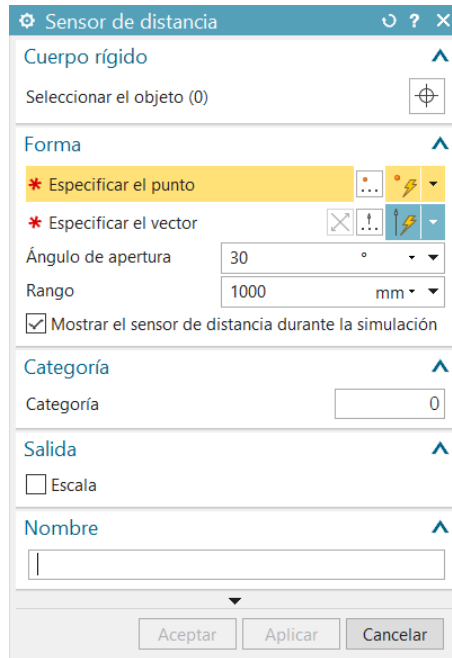 Sensor de distancia
Cuerpo rígido
Seleccionar el objeto (0)
Forma
* Especificar el punto
* Especificar el vector
Ángulo de apertura 30 °
Rango 1000 mm
Mostrar el sensor de distancia durante la simulación
Categoría
Categoría 0
Salida
Escala
Nombre
Aceptar Aplicar Cancelar